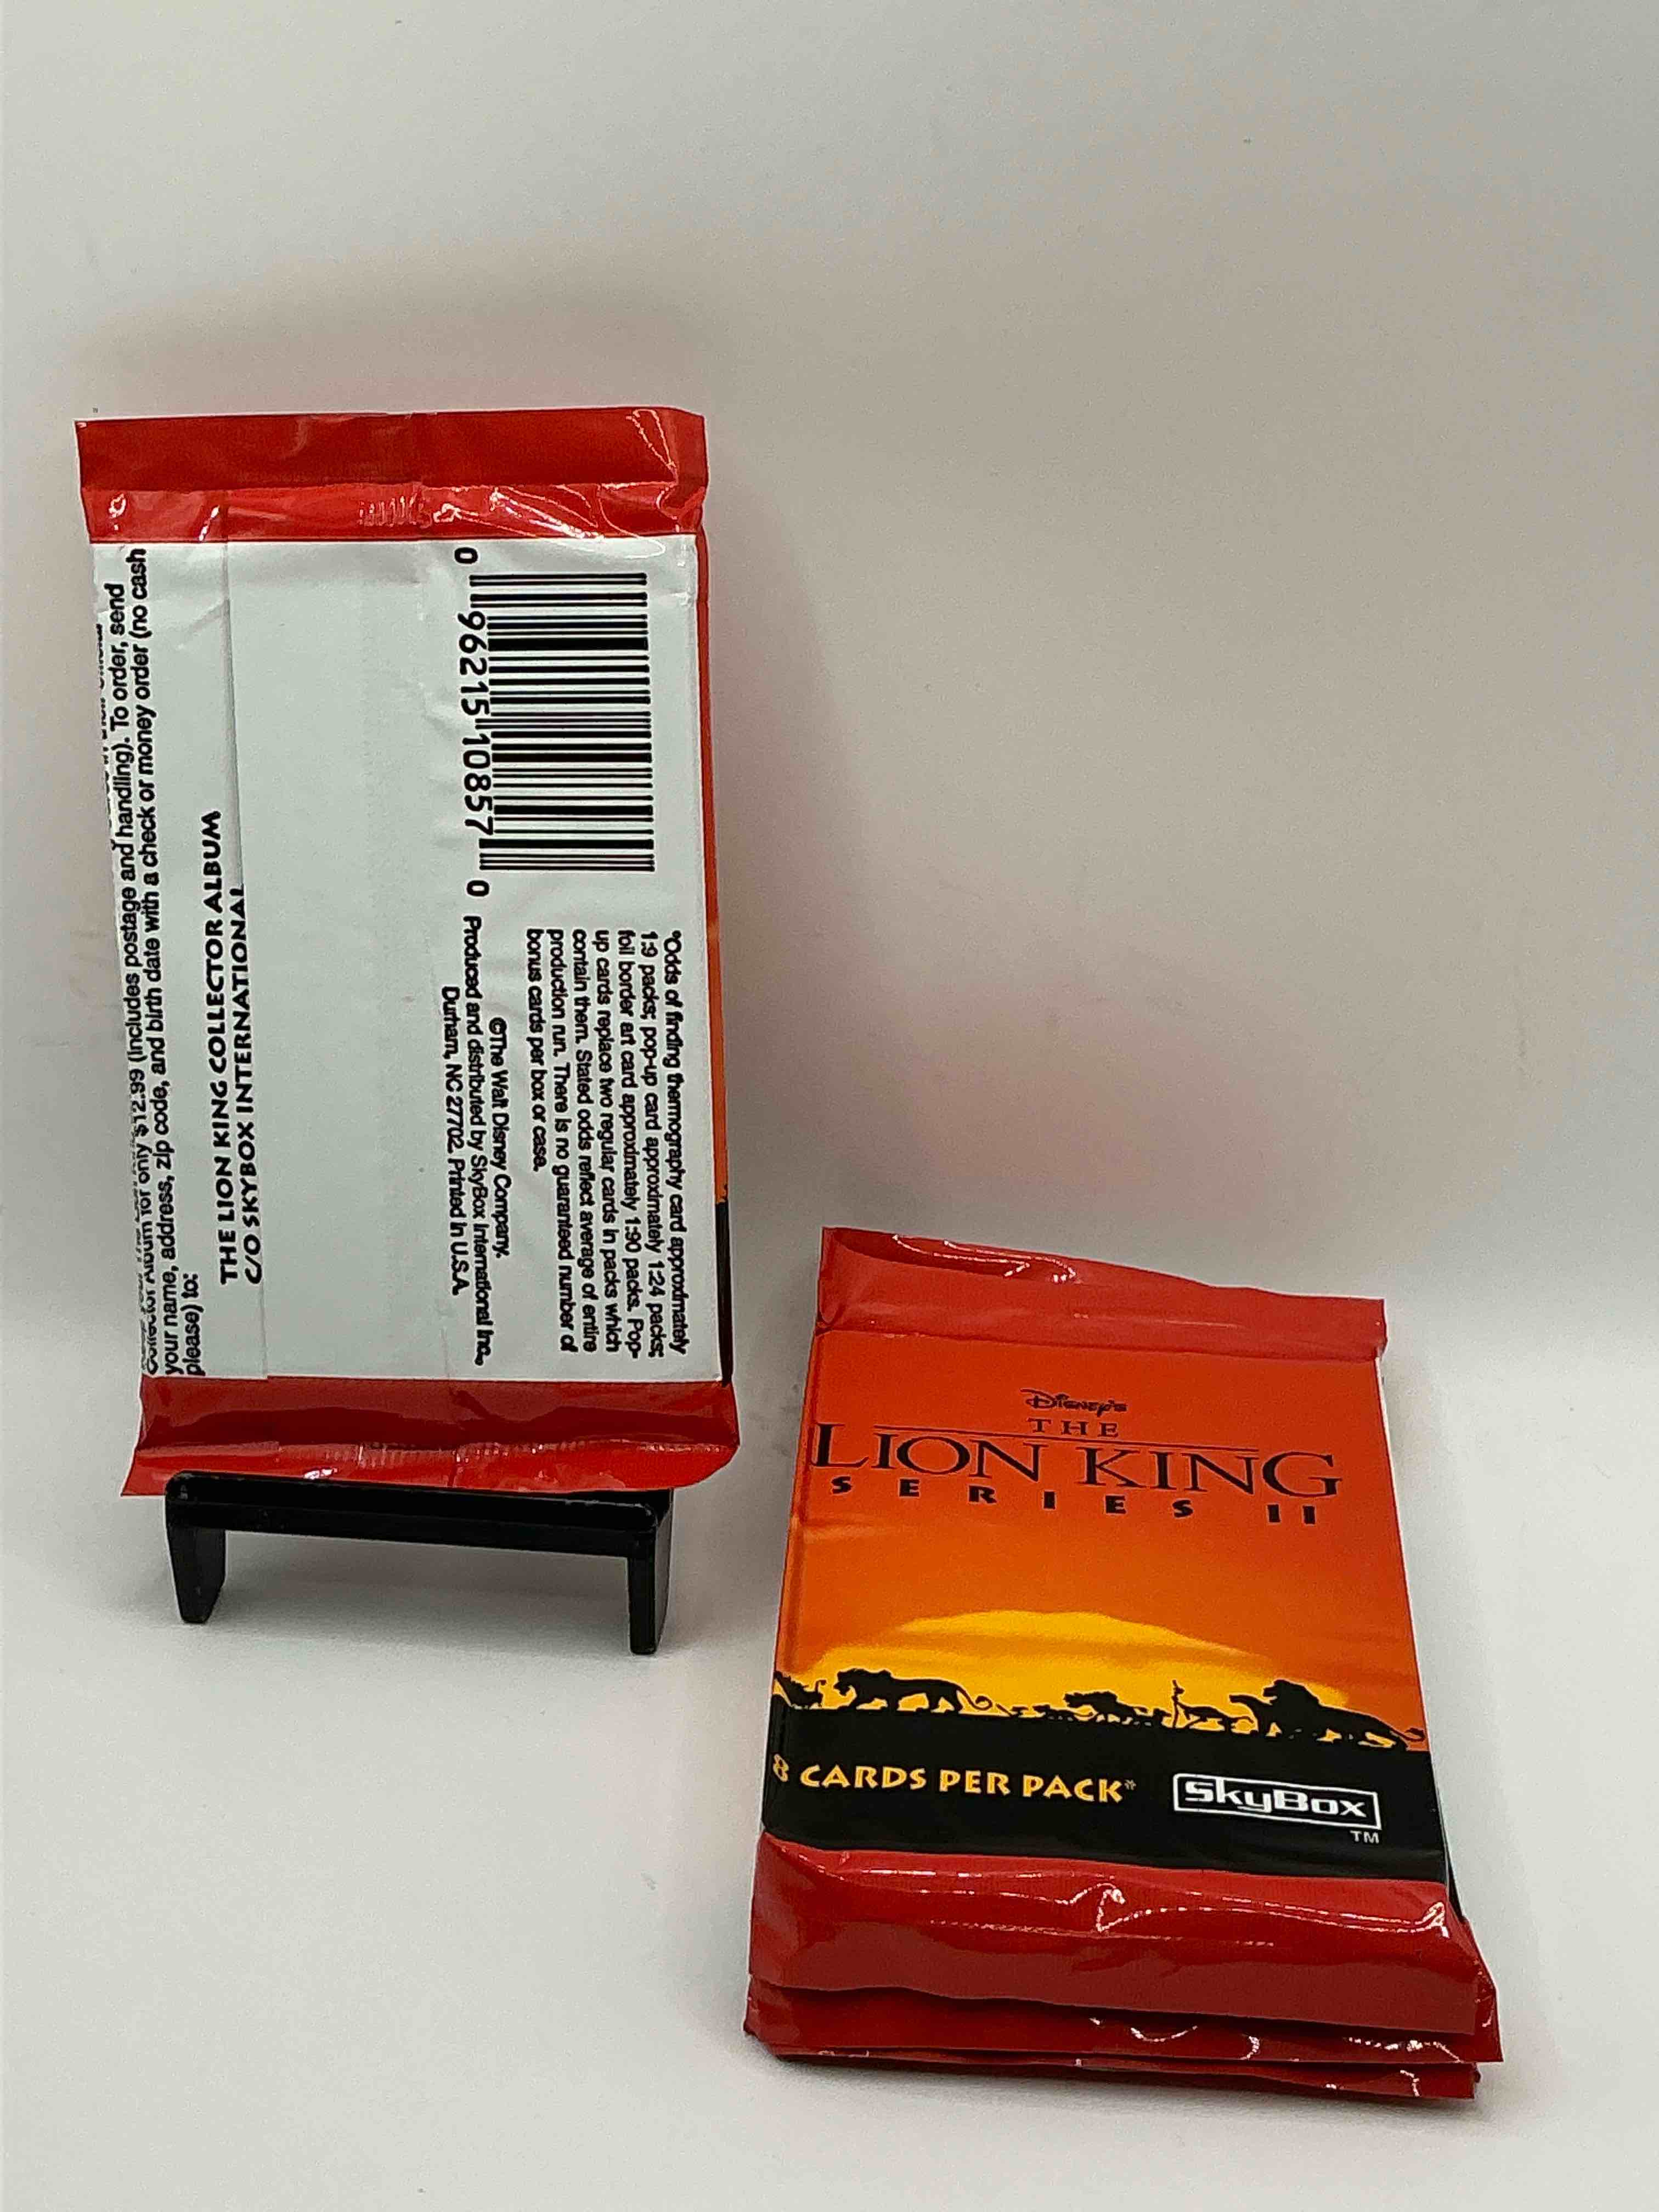 *Odds of finding thermography card approximately
1:9 packs; pop-up card approximately 1:24 packs;
foil border art card approximately 1:90 packs. Pop-
up cards replace two regular cards in packs which
contain them. Stated odds reflect average of entire
production run. There is no guaranteed number of
bonus cards per box or case.
©The Walt Disney Company.
Produced and distributed by SkyBox International Inc.,
Durham, NC 27702. Printed in U.S.A.
0 96215 10857 0
Collector Album for only $12.99 (includes postage and handling). To order, send
your name, address, zip code, and birth date with a check or money order (no cash
please) to:
THE LION KING COLLECTOR ALBUM
C/O SKYBOX INTERNATIONAL
DISNEY'S
THE
LION KING
SERIES II
8 CARDS PER PACK*
SkyBox
TM